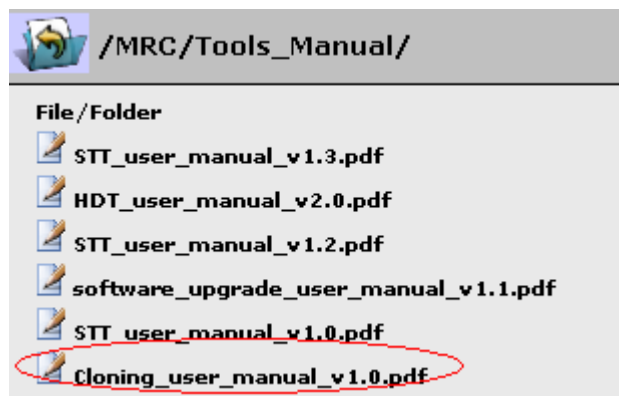 /MRC/Tools_Manual/
File/Folder
STT_user_manual_v1.3.pdf
HDT_user_manual_v2.0.pdf
STT_user_manual_v1.2.pdf
software_upgrade_user_manual_v1.1.pdf
STT_user_manual_v1.0.pdf
Cloning_user_manual_v1.0.pdf